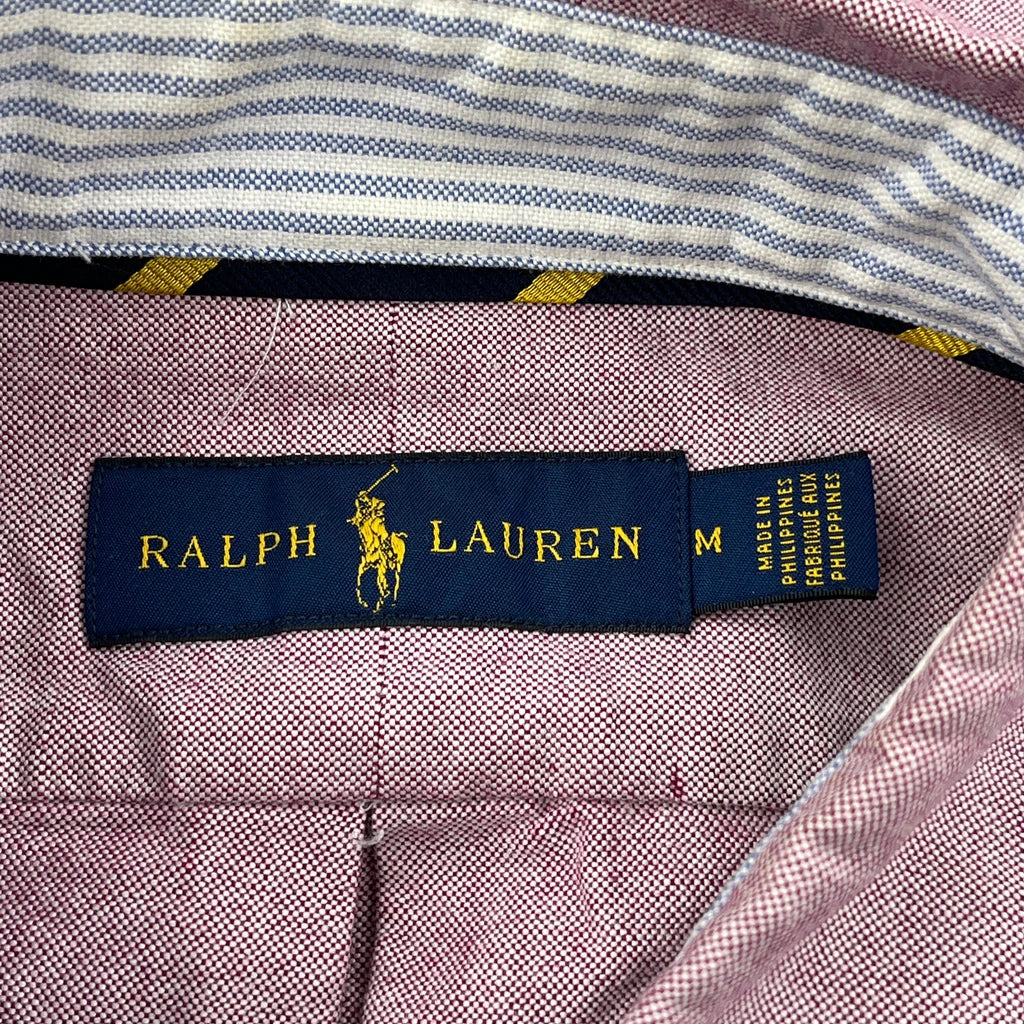 RALPH LAUREN
M
MADE IN
PHILIPPINES
FABRIQUÉ AUX
PHILIPPINES